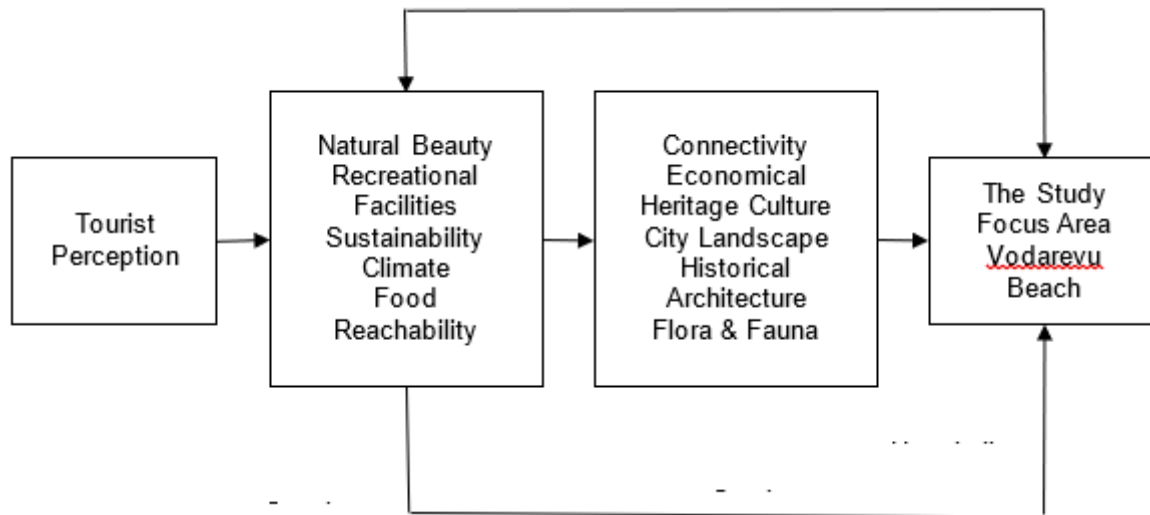 Tourist
Perception
Natural Beauty
Recreational
Facilities
Sustainability
Climate
Food
Reachability
Connectivity
Economical
Heritage Culture
City Landscape
Historical
Architecture
Flora & Fauna
The Study
Focus Area
Vodarevu
Beach